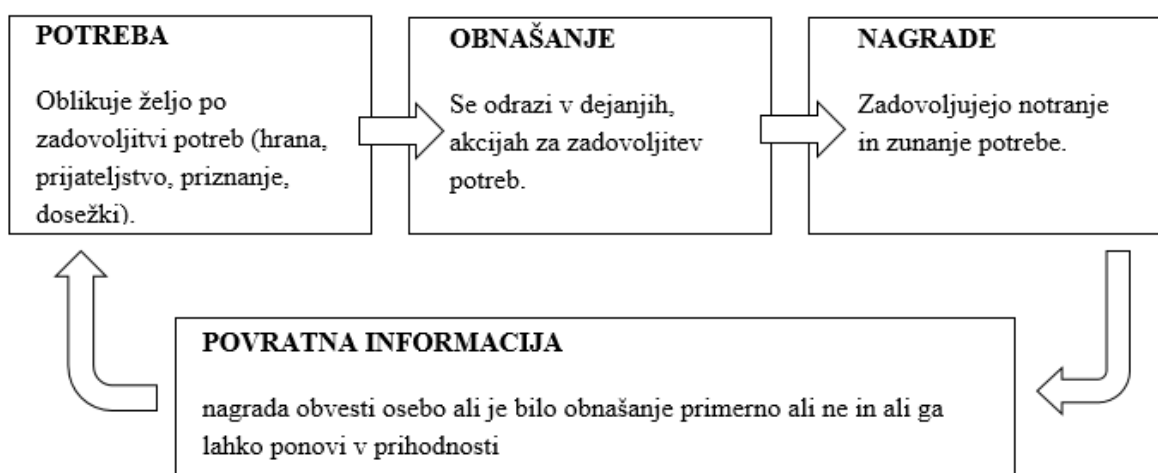 POTREBA
Oblikuje željo po
zadovoljitvi potreb (hrana,
prijateljstvo, priznanje,
dosežki).
OBNAŠANJE
Se odrazi v dejanjih,
akcijah za zadovoljitev
potreb.
NAGRADE
Zadovoljujejo notranje
in zunanje potrebe.
POVRATNA INFORMACIJA
nagrada obvesti osebo ali je bilo obnašanje primerno ali ne in ali ga
lahko ponovi v prihodnosti